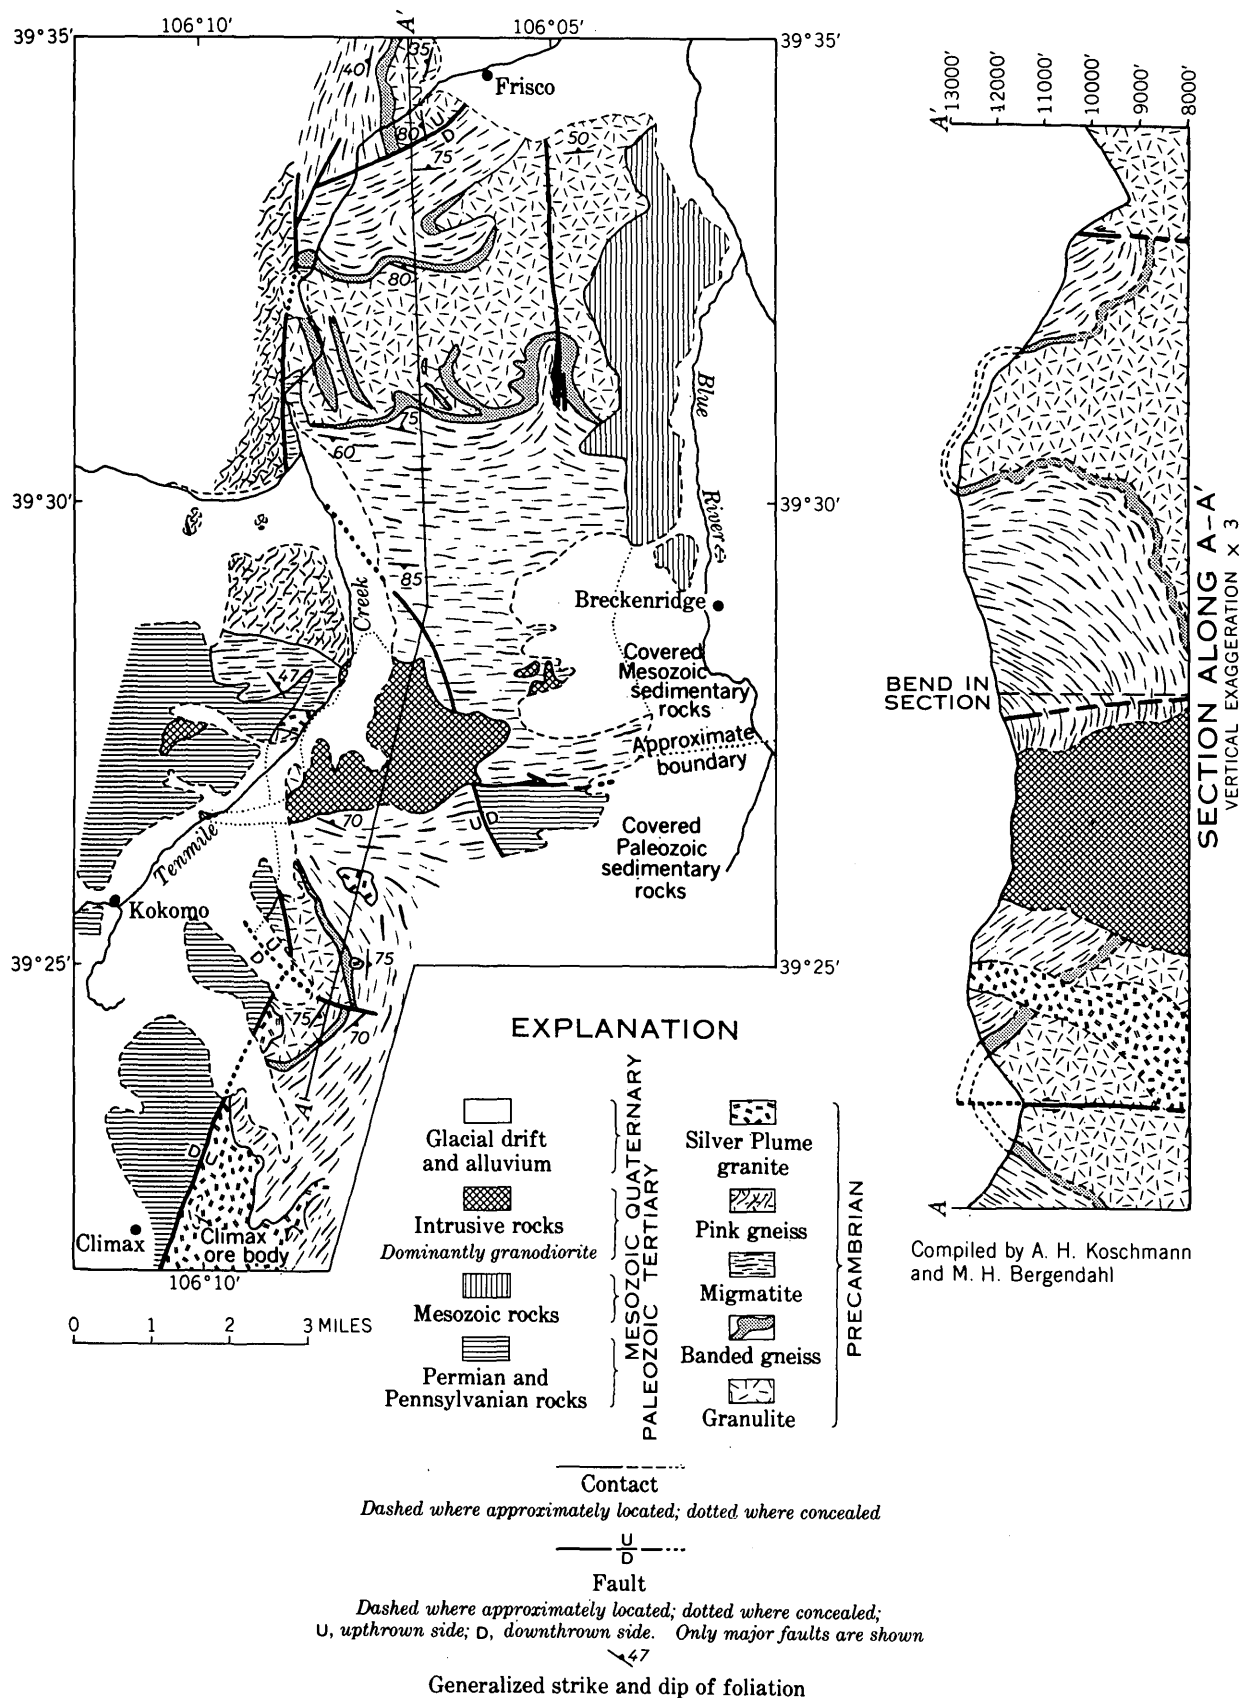 106°10′
A′
106°05′
39°35′
39°35′
35
40
Frisco
80
U
D
75
50
80
75
60
Blue
River
39°30′
39°30′
85
Creek
Breckenridge
Covered
Mesozoic
sedimentary
rocks
47
Approximate
boundary
70
U D
Covered
Paleozoic
sedimentary
rocks
Tenmile
Kokomo
U
D
75
39°25′
39°25′
75
70
A
D
U
Climax
Climax
ore body
106°10′
0 1 2 3 MILES
EXPLANATION
Glacial drift
and alluvium
QUATERNARY
Intrusive rocks
Dominantly granodiorite
TERTIARY
Mesozoic rocks
MESOZOIC
Permian and
Pennsylvanian rocks
PALEOZOIC
Silver Plume
granite
Pink gneiss
Migmatite
Banded gneiss
Granulite
PRECAMBRIAN
Contact
Dashed where approximately located; dotted where concealed
U
D
Fault
Dashed where approximately located; dotted where concealed;
U, upthrown side; D, downthrown side. Only major faults are shown
47
Generalized strike and dip of foliation
A′
13000′
12000′
11000′
10000′
9000′
8000′
BEND IN
SECTION
A
SECTION ALONG A–A′
VERTICAL EXAGGERATION × 3
Compiled by A. H. Koschmann
and M. H. Bergendahl